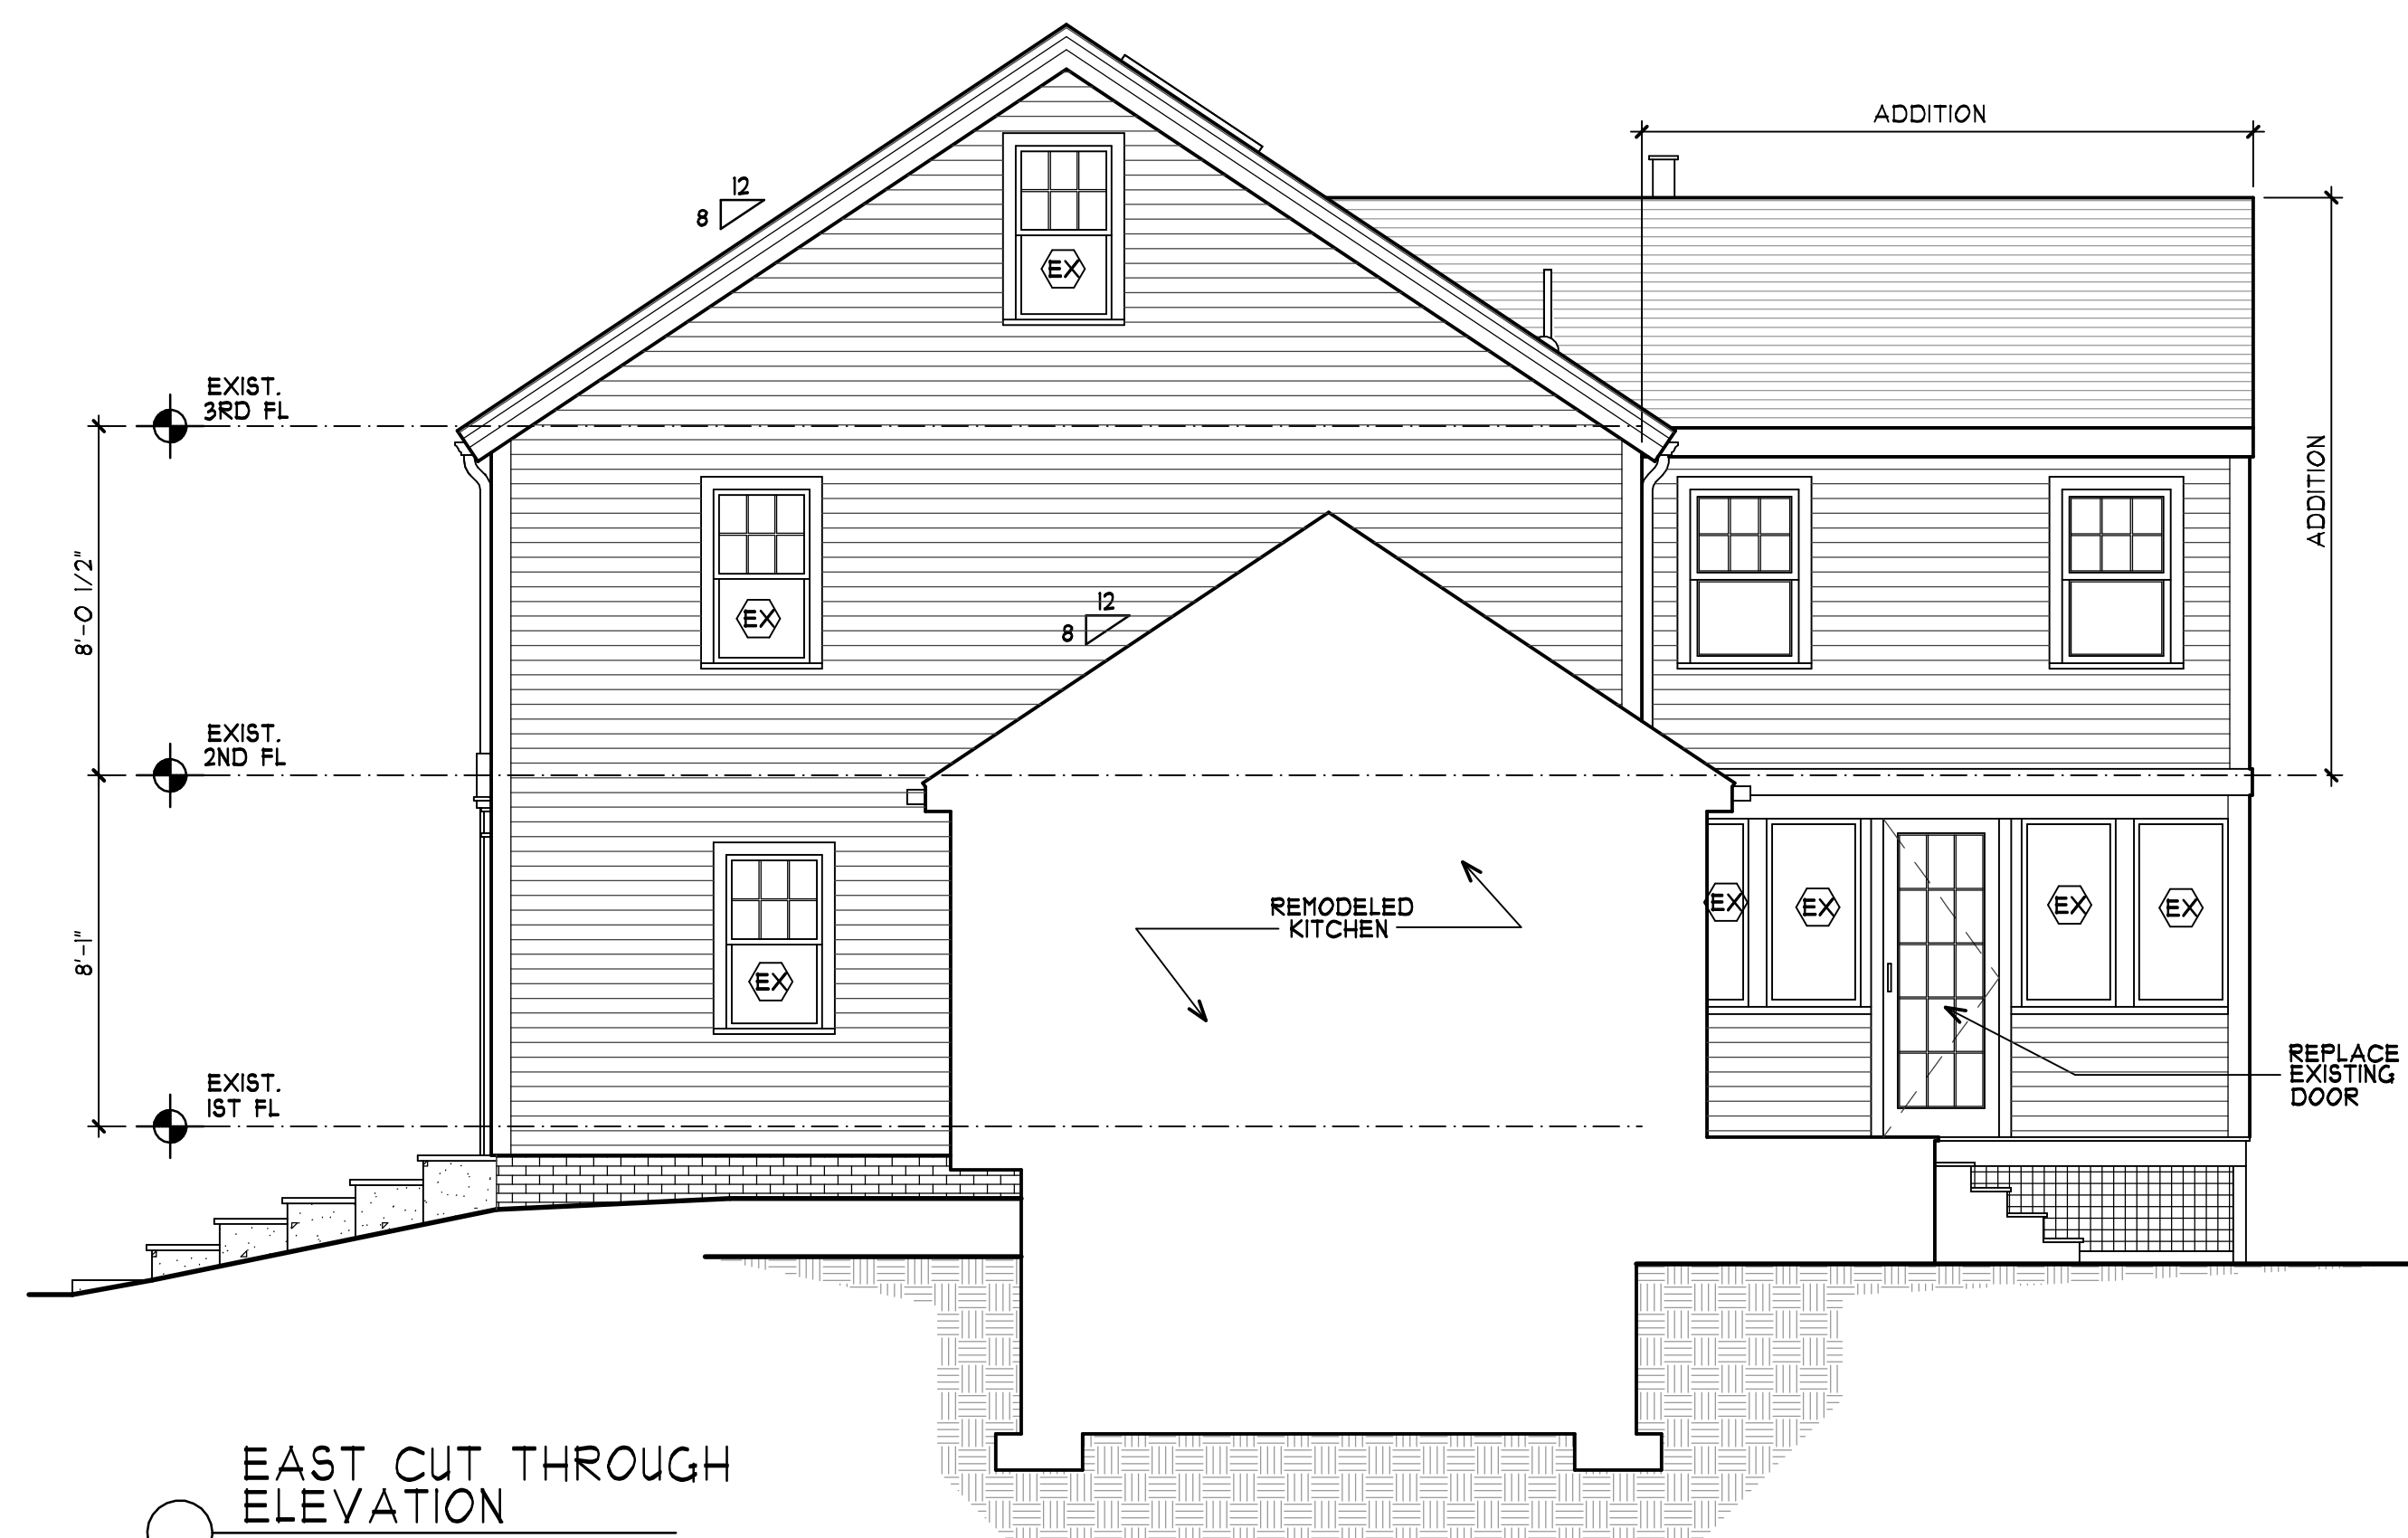 ADDITION
12
8
EX
EXIST.
3RD FL
ADDITION
8'-0 1/2"
EX
12
8
EXIST.
2ND FL
8'-1"
REMODELED
KITCHEN
EX
EX
EX
EX
EX
REPLACE
EXISTING
DOOR
EXIST.
1ST FL
EAST CUT THROUGH
ELEVATION